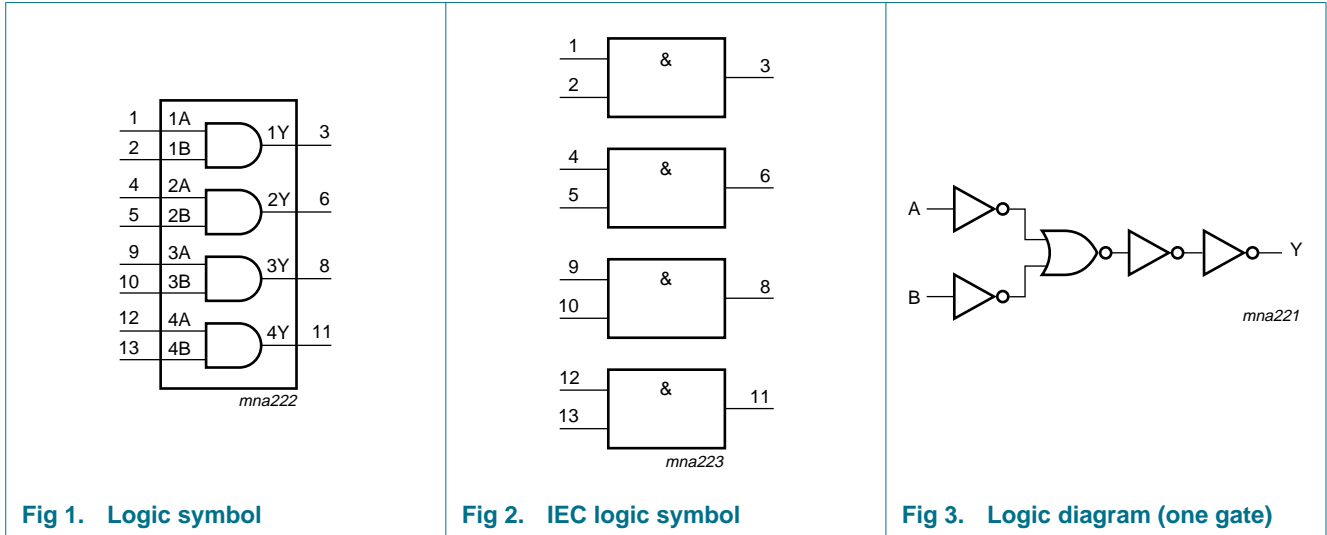 1 1A 1Y 3
2 1B
4 2A 2Y 6
5 2B
9 3A 3Y 8
10 3B
12 4A 4Y 11
13 4B
mna222
Fig 1. Logic symbol
1 & 3
2
4 & 6
5
9 & 8
10
12 & 11
13
mna223
Fig 2. IEC logic symbol
A
Y
B
mna221
Fig 3. Logic diagram (one gate)